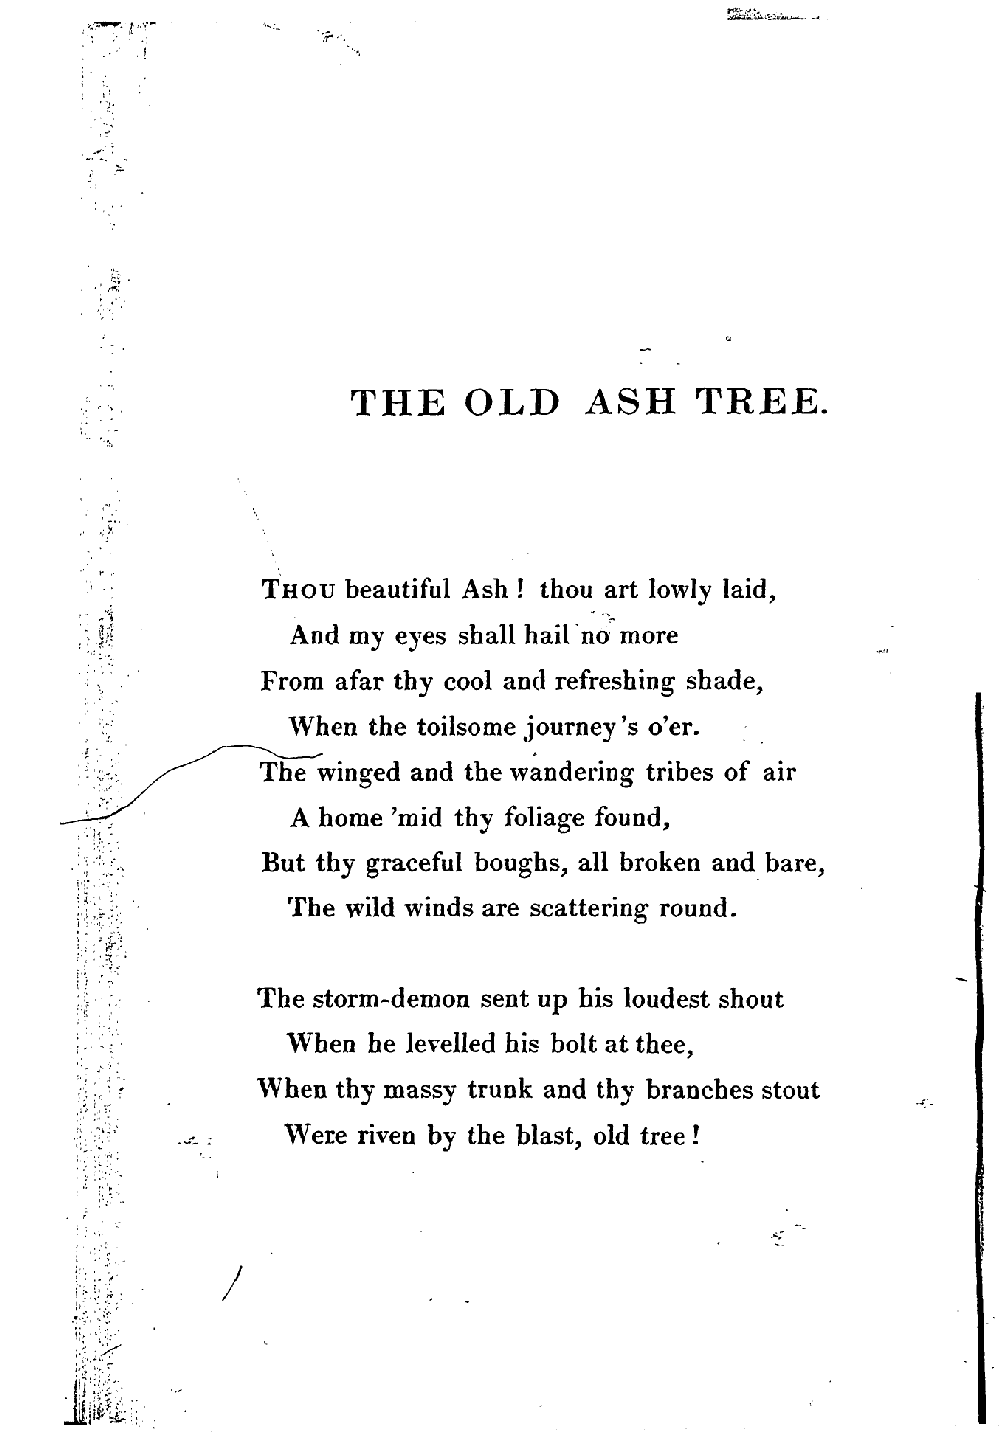 THE OLD ASH TREE.
THOU beautiful Ash! thou art lowly laid,
And my eyes shall hail no more
From afar thy cool and refreshing shade,
When the toilsome journey's o'er.
The winged and the wandering tribes of air
A home 'mid thy foliage found,
But thy graceful boughs, all broken and bare,
The wild winds are scattering round.
The storm-demon sent up his loudest shout
When he levelled his bolt at thee,
When thy massy trunk and thy branches stout
Were riven by the blast, old tree!